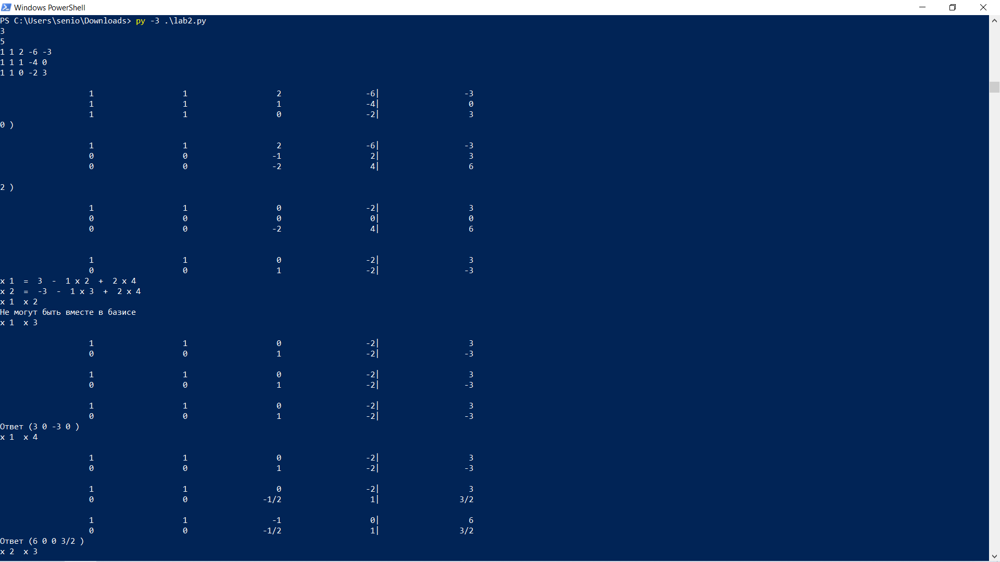 Windows PowerShell
PS C:\Users\senio\Downloads> py -3 .\lab2.py
3
5
1 1 2 -6 -3
1 1 1 -4 0
1 1 0 -2 3
1 1 2 -6| -3
1 1 1 -4| 0
1 1 0 -2| 3
0 )
1 1 2 -6| -3
0 0 -1 2| 3
0 0 -2 4| 6
2 )
1 1 0 -2| 3
0 0 0 0| 0
0 0 -2 4| 6
1 1 0 -2| 3
0 0 1 -2| -3
x 1  =  3  -  1 x 2  +  2 x 4
x 2  =  -3  -  1 x 3  +  2 x 4
x 1  x 2
Не могут быть вместе в базисе
x 1  x 3
1 1 0 -2| 3
0 0 1 -2| -3
1 1 0 -2| 3
0 0 1 -2| -3
1 1 0 -2| 3
0 0 1 -2| -3
Ответ (3 0 -3 0 )
x 1  x 4
1 1 0 -2| 3
0 0 1 -2| -3
1 1 0 -2| 3
0 0 -1/2 1| 3/2
1 1 -1 0| 6
0 0 -1/2 1| 3/2
Ответ (6 0 0 3/2 )
x 2  x 3